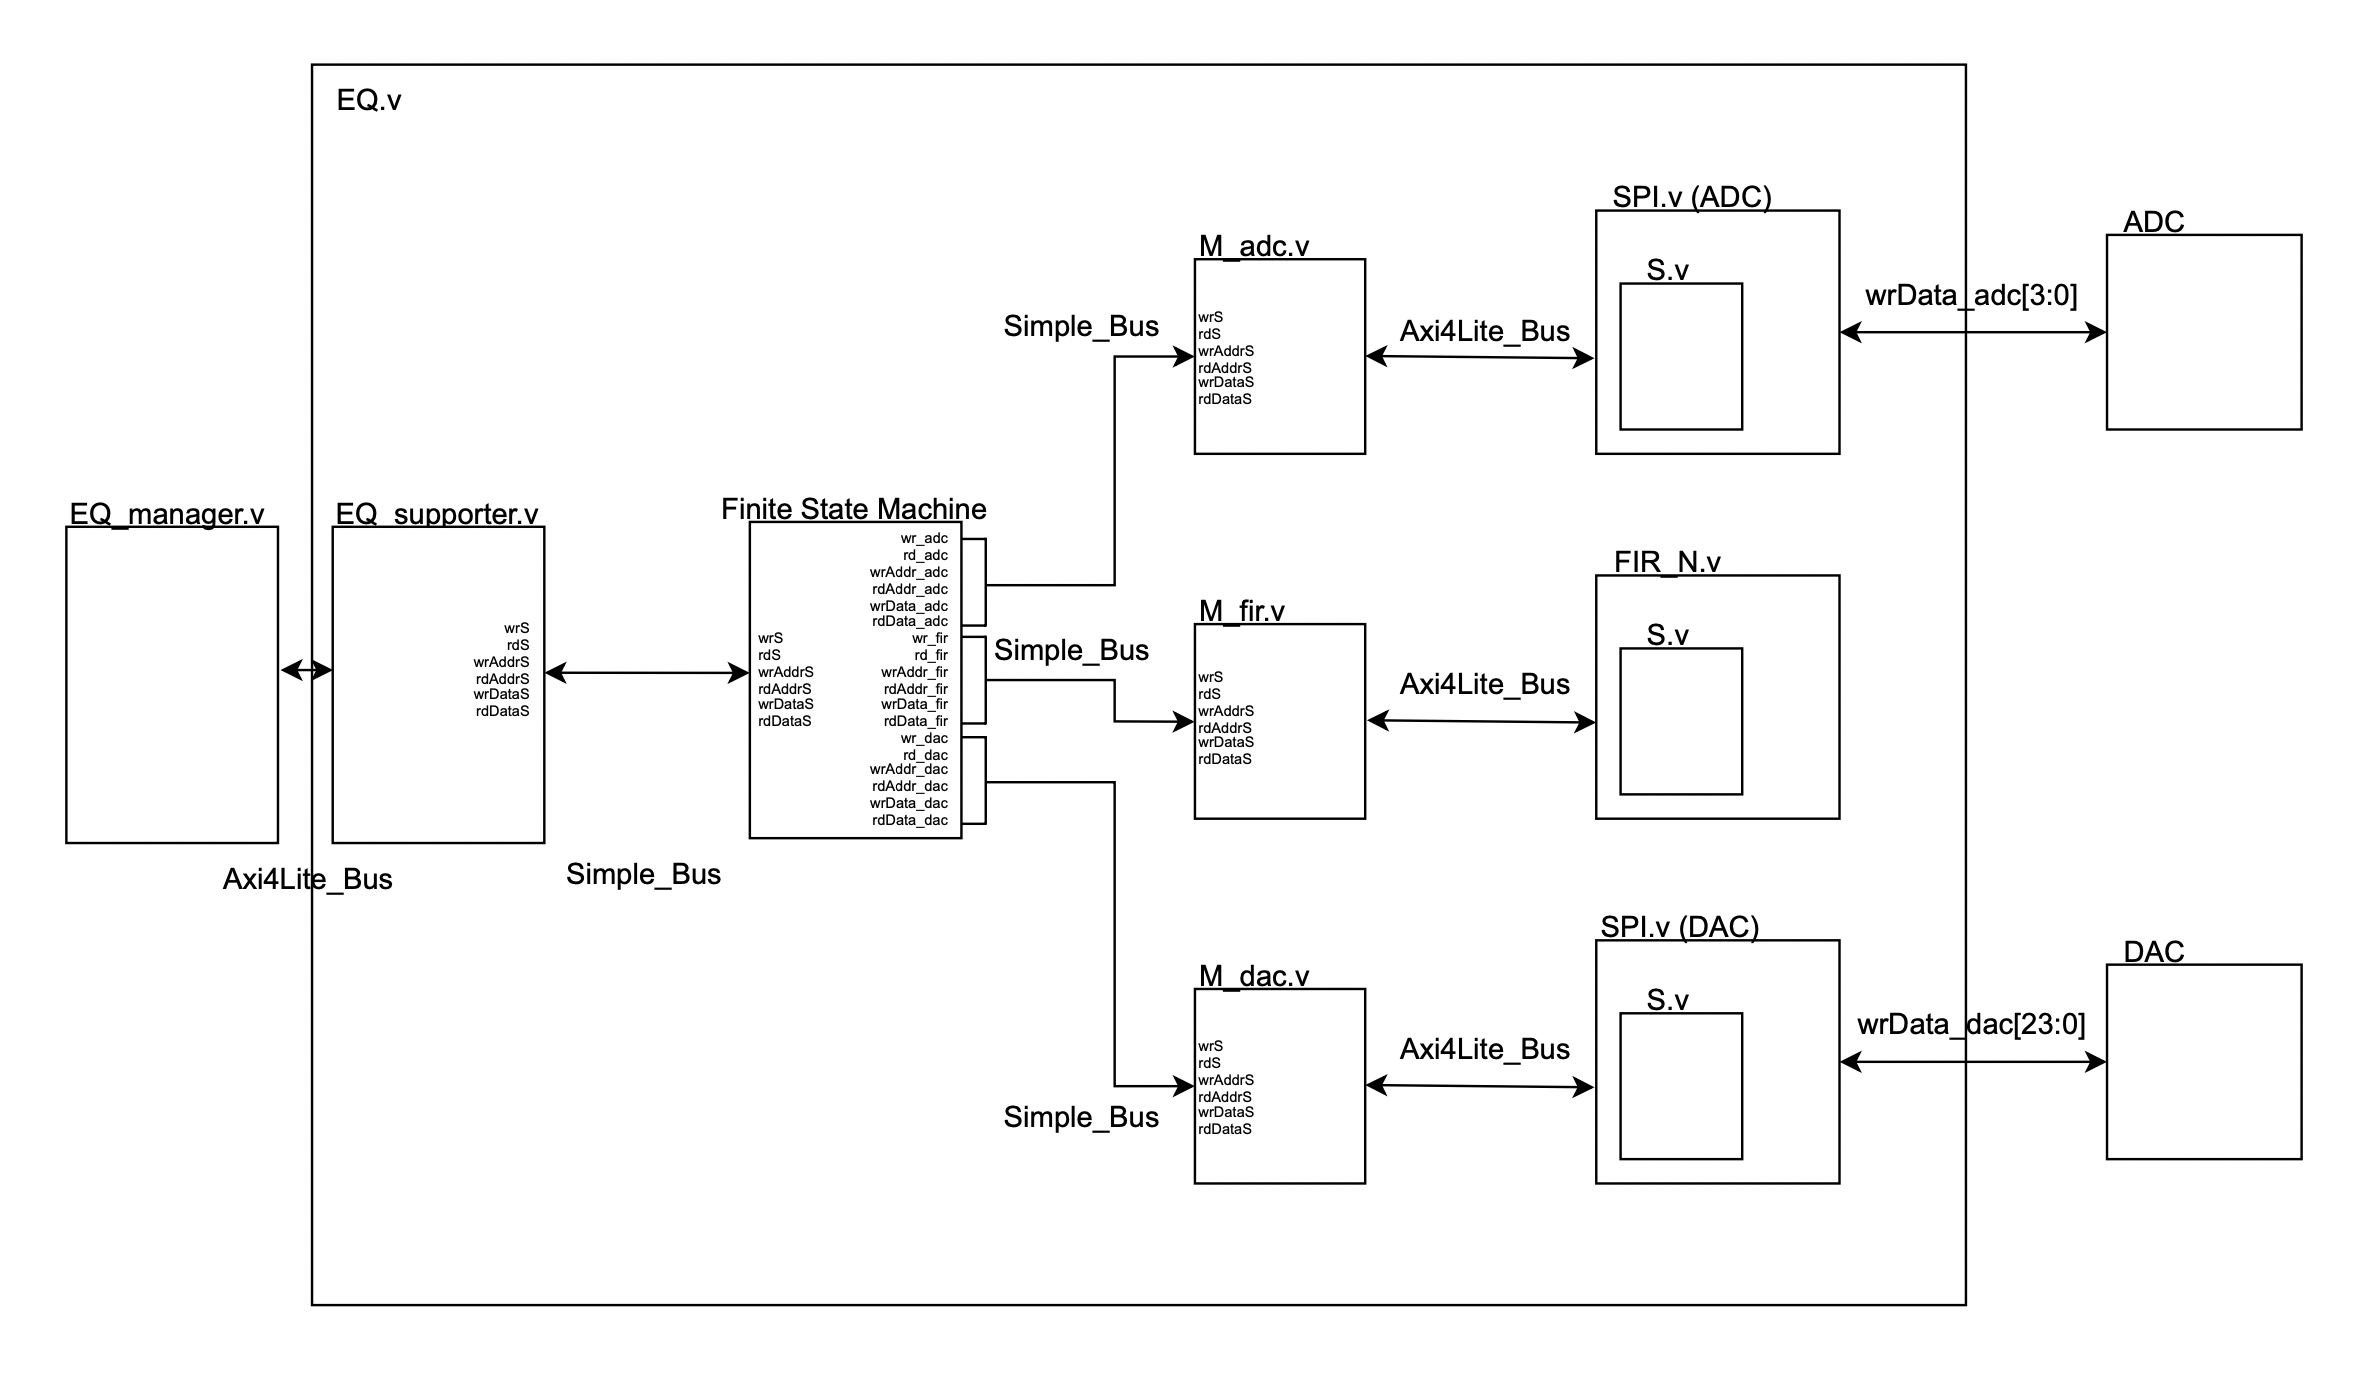 EQ.v
EQ_manager.v
Axi4Lite_Bus
EQ_supporter.v
wrS
rdS
wrAddrS
rdAddrS
wrDataS
rdDataS
Simple_Bus
Finite State Machine
wrS
rdS
wrAddrS
rdAddrS
wrDataS
rdDataS
wr_adc
rd_adc
wrAddr_adc
rdAddr_adc
wrData_adc
rdData_adc
wr_fir
rd_fir
wrAddr_fir
rdAddr_fir
wrData_fir
rdData_fir
wr_dac
rd_dac
wrAddr_dac
rdAddr_dac
wrData_dac
rdData_dac
Simple_Bus
M_adc.v
wrS
rdS
wrAddrS
rdAddrS
wrDataS
rdDataS
Axi4Lite_Bus
SPI.v (ADC)
S.v
wrData_adc[3:0]
ADC
Simple_Bus
M_fir.v
wrS
rdS
wrAddrS
rdAddrS
wrDataS
rdDataS
Axi4Lite_Bus
FIR_N.v
S.v
Simple_Bus
M_dac.v
wrS
rdS
wrAddrS
rdAddrS
wrDataS
rdDataS
Axi4Lite_Bus
SPI.v (DAC)
S.v
wrData_dac[23:0]
DAC